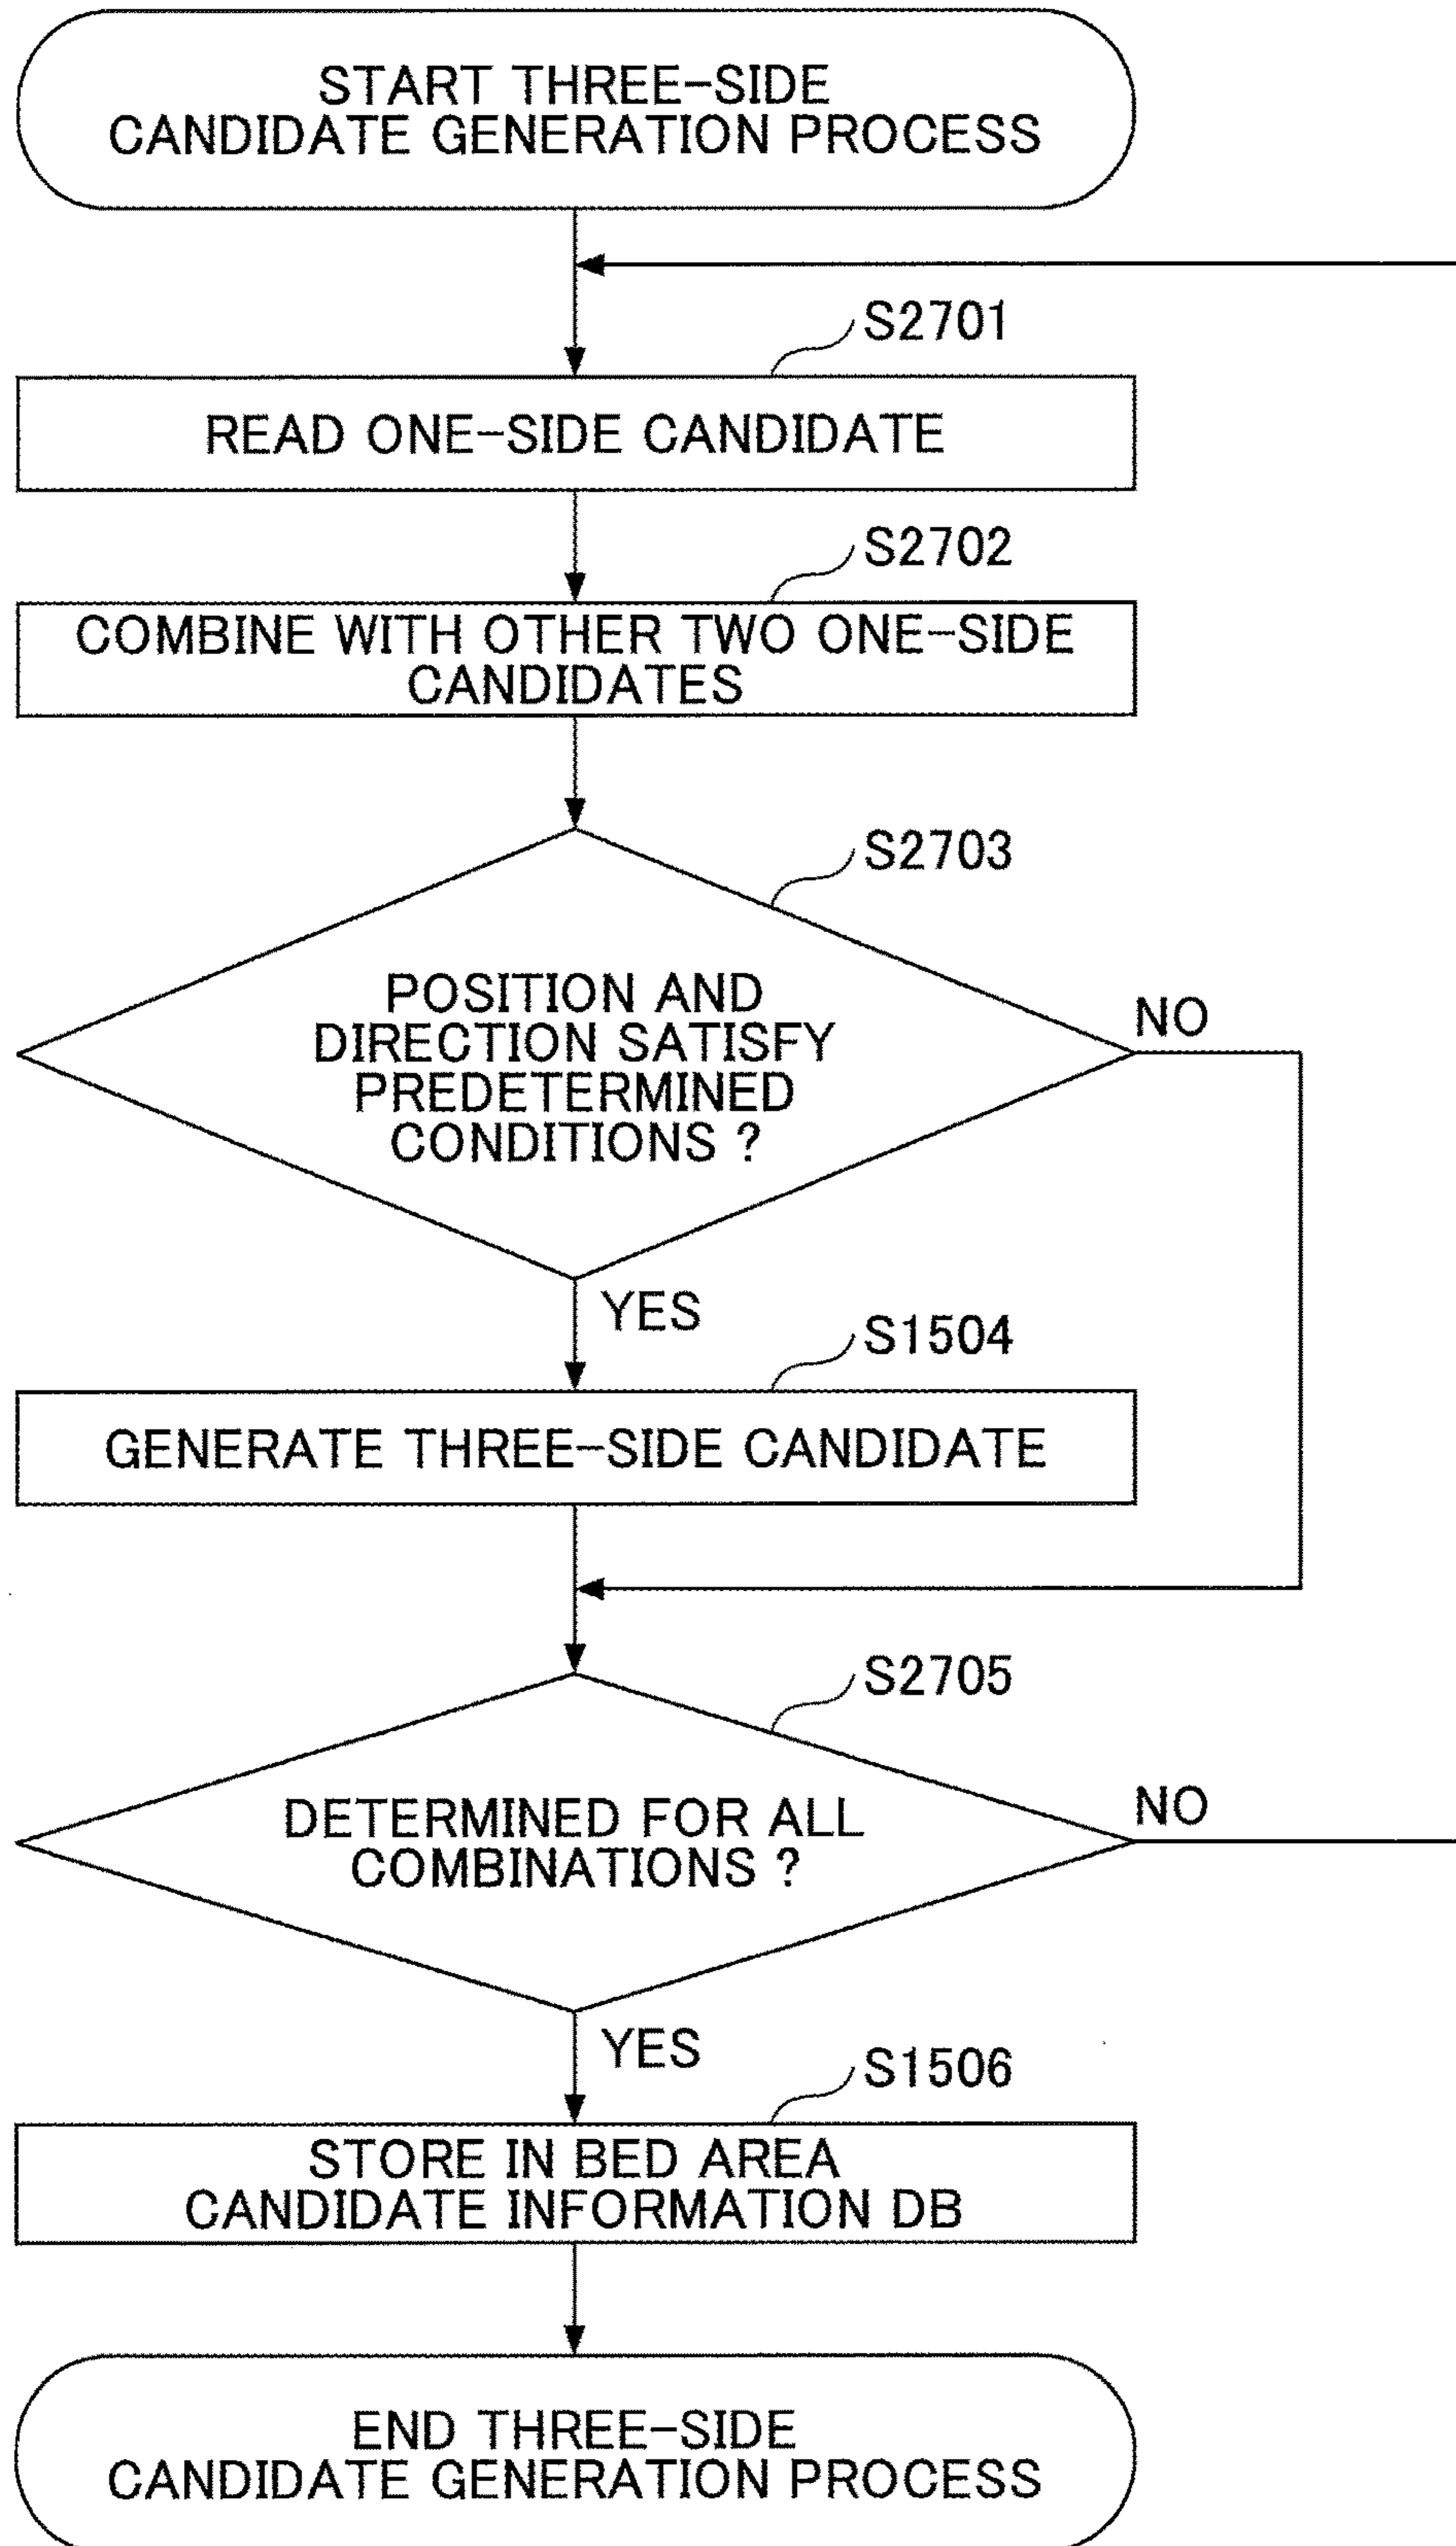 START THREE-SIDE
CANDIDATE GENERATION PROCESS
S2701
READ ONE-SIDE CANDIDATE
S2702
COMBINE WITH OTHER TWO ONE-SIDE
CANDIDATES
S2703
POSITION AND
DIRECTION SATISFY
PREDETERMINED
CONDITIONS ?
NO
YES
S1504
GENERATE THREE-SIDE CANDIDATE
S2705
DETERMINED FOR ALL
COMBINATIONS ?
NO
YES
S1506
STORE IN BED AREA
CANDIDATE INFORMATION DB
END THREE-SIDE
CANDIDATE GENERATION PROCESS